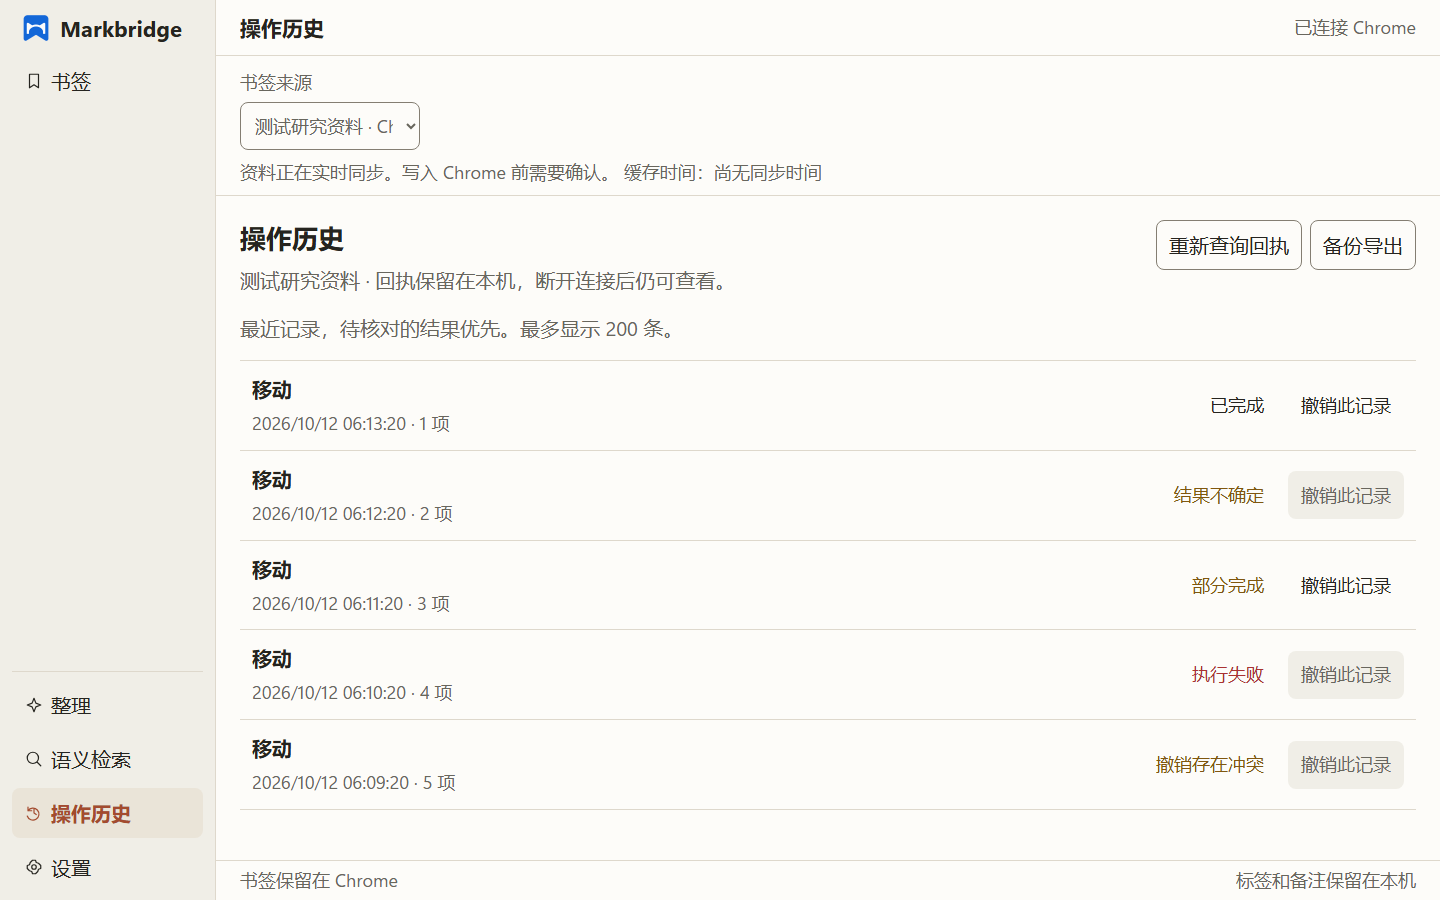 Markbridge
书签
整理
语义检索
操作历史
设置
操作历史
已连接 Chrome
书签来源
测试研究资料 · Ch
资料正在实时同步。写入 Chrome 前需要确认。 缓存时间：尚无同步时间
操作历史
重新查询回执
备份导出
测试研究资料 · 回执保留在本机，断开连接后仍可查看。
最近记录，待核对的结果优先。最多显示 200 条。
移动
2026/10/12 06:13:20 · 1 项
已完成
撤销此记录
移动
2026/10/12 06:12:20 · 2 项
结果不确定
撤销此记录
移动
2026/10/12 06:11:20 · 3 项
部分完成
撤销此记录
移动
2026/10/12 06:10:20 · 4 项
执行失败
撤销此记录
移动
2026/10/12 06:09:20 · 5 项
撤销存在冲突
撤销此记录
书签保留在 Chrome
标签和备注保留在本机